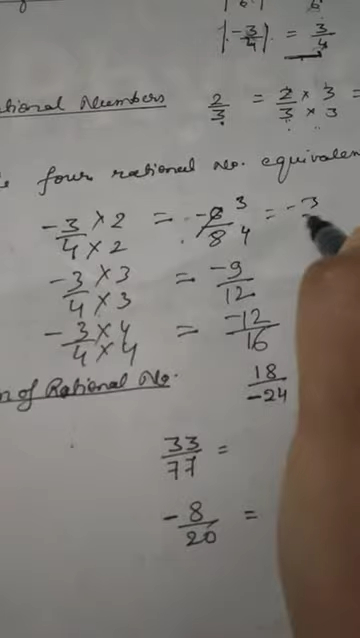 |-3/4| = 3/4
Numbers 2/3 = 2 × 3 / 3 × 3 =
four rational No. equivalen
-3 × 2 / 4 × 2 = -6/8 3 4 = -3
-3 × 3 / 4 × 3 = -9/12
-3 × 4 / 4 × 4 = -12/16
of Rational No. 18/-24
33/77 =
-8/20 =